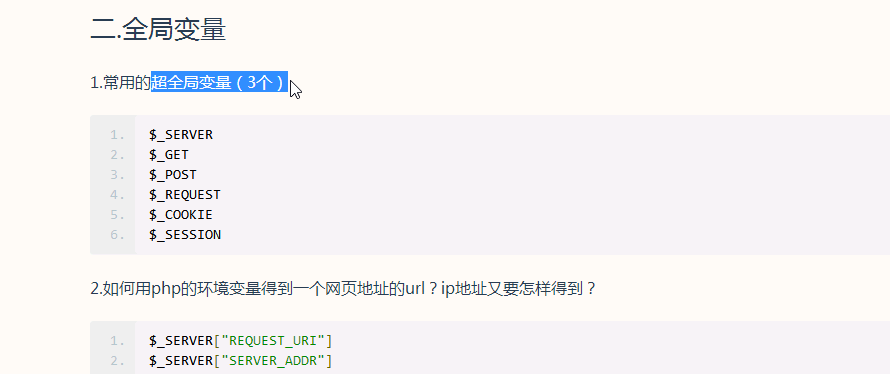 二.全局变量
1.常用的超全局变量（3个）
1. $_SERVER
2. $_GET
3. $_POST
4. $_REQUEST
5. $_COOKIE
6. $_SESSION
2.如何用php的环境变量得到一个网页地址的url？ip地址又要怎样得到？
1. $_SERVER["REQUEST_URI"]
2. $_SERVER["SERVER_ADDR"]